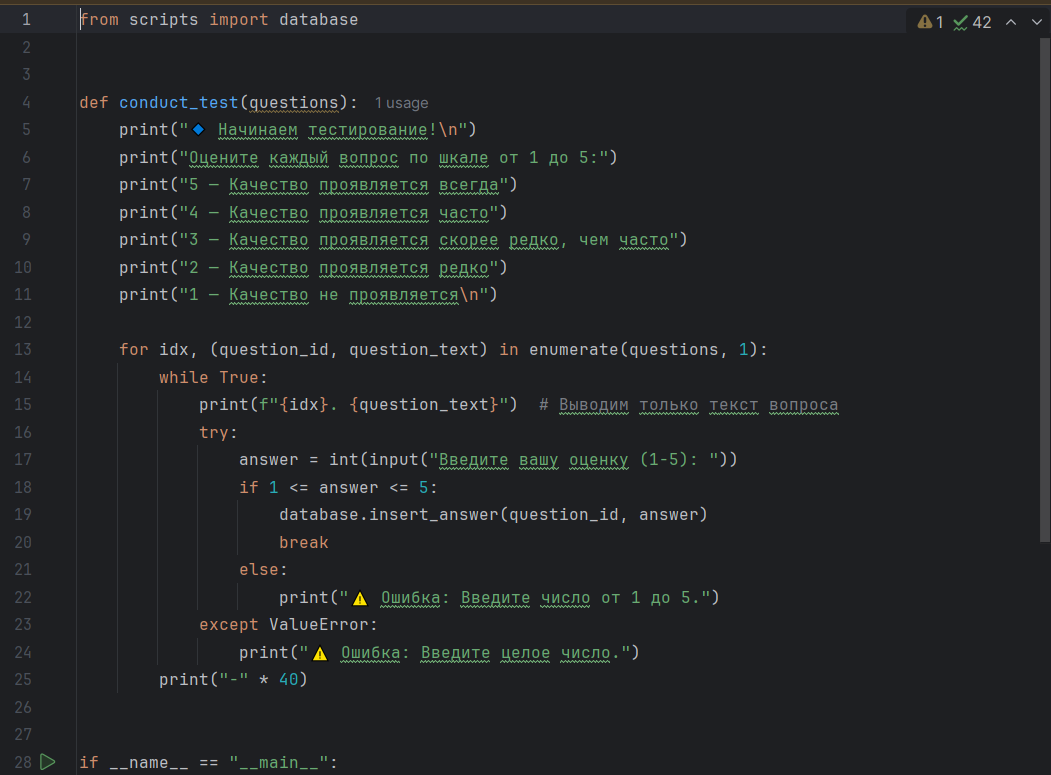 1 from scripts import database
⚠ 1 ✓ 42
2
3
4 def conduct_test(questions): 1 usage
5     print("🔹 Начинаем тестирование!\n")
6     print("Оцените каждый вопрос по шкале от 1 до 5:")
7     print("5 – Качество проявляется всегда")
8     print("4 – Качество проявляется часто")
9     print("3 – Качество проявляется скорее редко, чем часто")
10     print("2 – Качество проявляется редко")
11     print("1 – Качество не проявляется\n")
12
13     for idx, (question_id, question_text) in enumerate(questions, 1):
14         while True:
15             print(f"{idx}. {question_text}")  # Выводим только текст вопроса
16             try:
17                 answer = int(input("Введите вашу оценку (1-5): "))
18                 if 1 <= answer <= 5:
19                     database.insert_answer(question_id, answer)
20                     break
21                 else:
22                     print("⚠ Ошибка: Введите число от 1 до 5.")
23             except ValueError:
24                 print("⚠ Ошибка: Введите целое число.")
25         print("-" * 40)
26
27
28 if __name__ == "__main__":